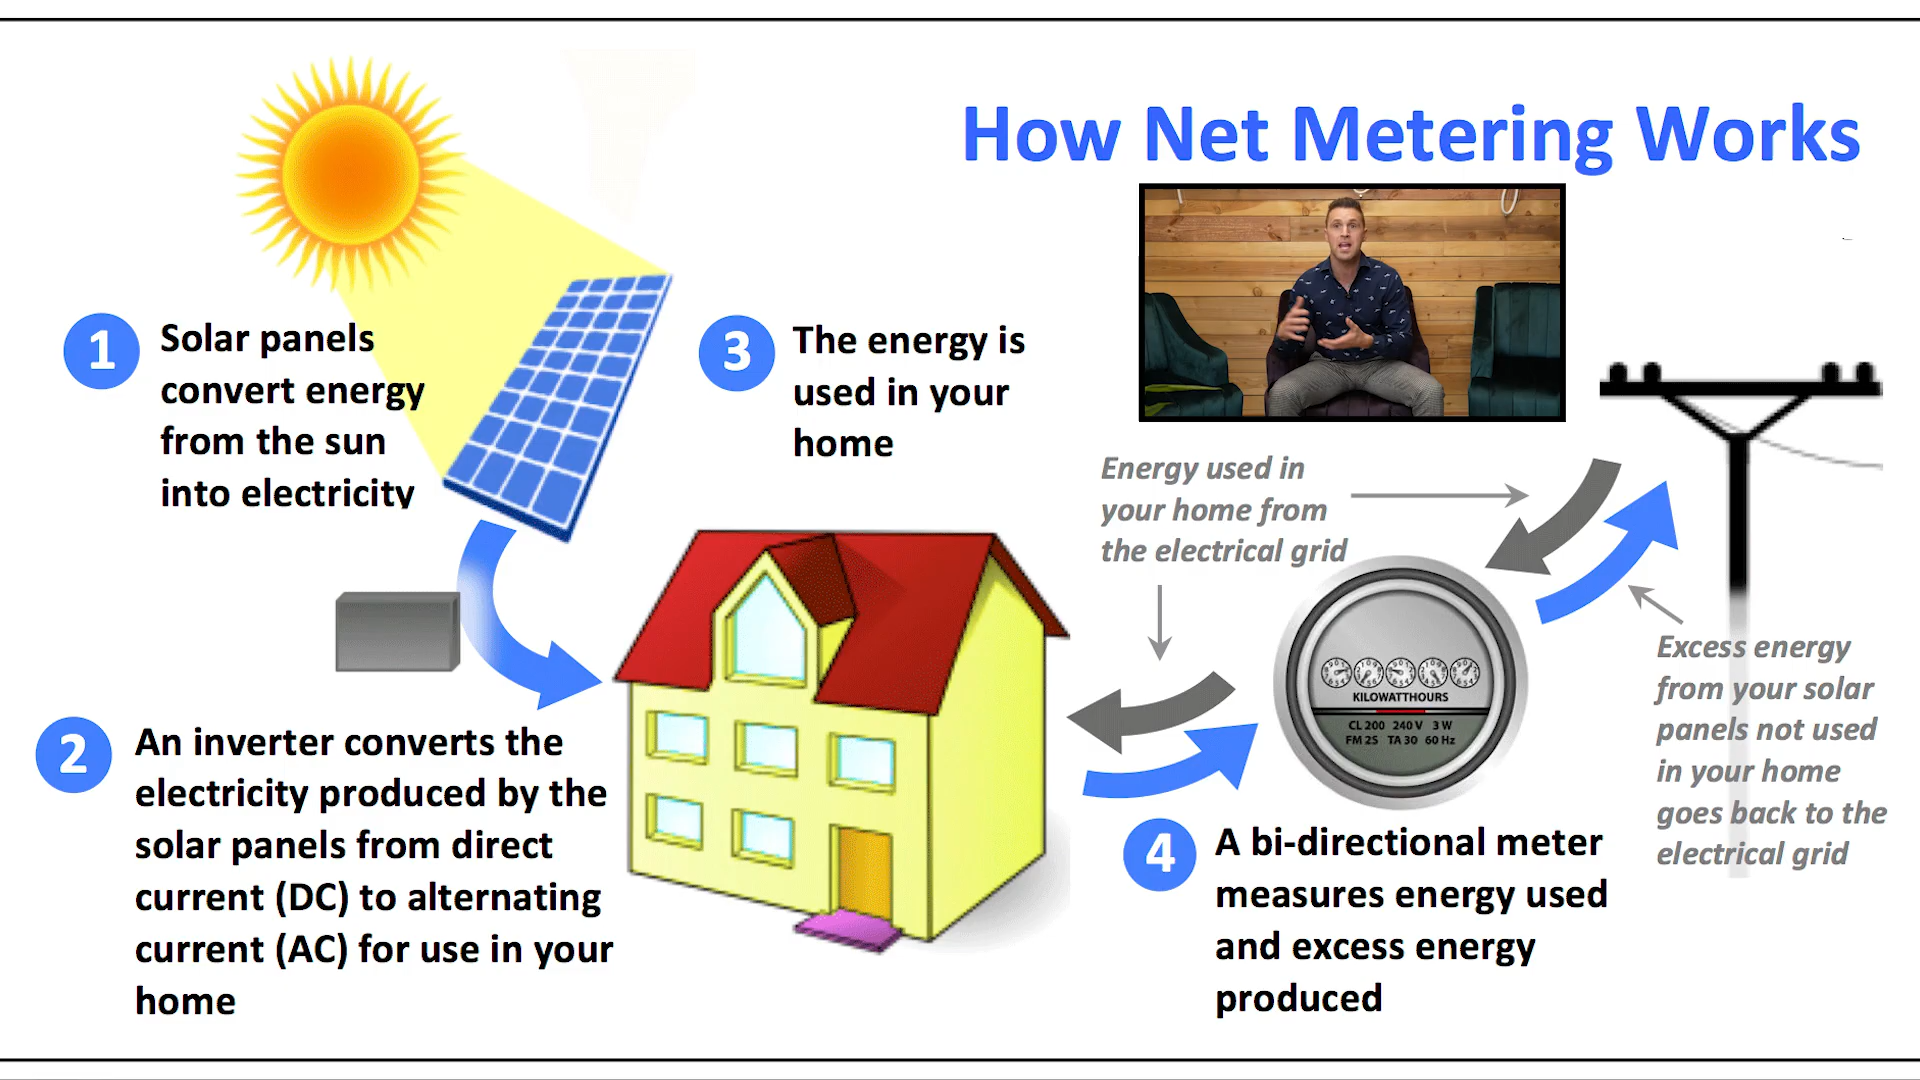 How Net Metering Works
1
Solar panels
convert energy
from the sun
into electricity
3
The energy is
used in your
home
Energy used in
your home from
the electrical grid
2
An inverter converts the
electricity produced by the
solar panels from direct
current (DC) to alternating
current (AC) for use in your
home
KILOWATTHOURS
CL 200 240 V 3 W
FM 2S TA 30 60 Hz
4
A bi-directional meter
measures energy used
and excess energy
produced
Excess energy
from your solar
panels not used
in your home
goes back to the
electrical grid